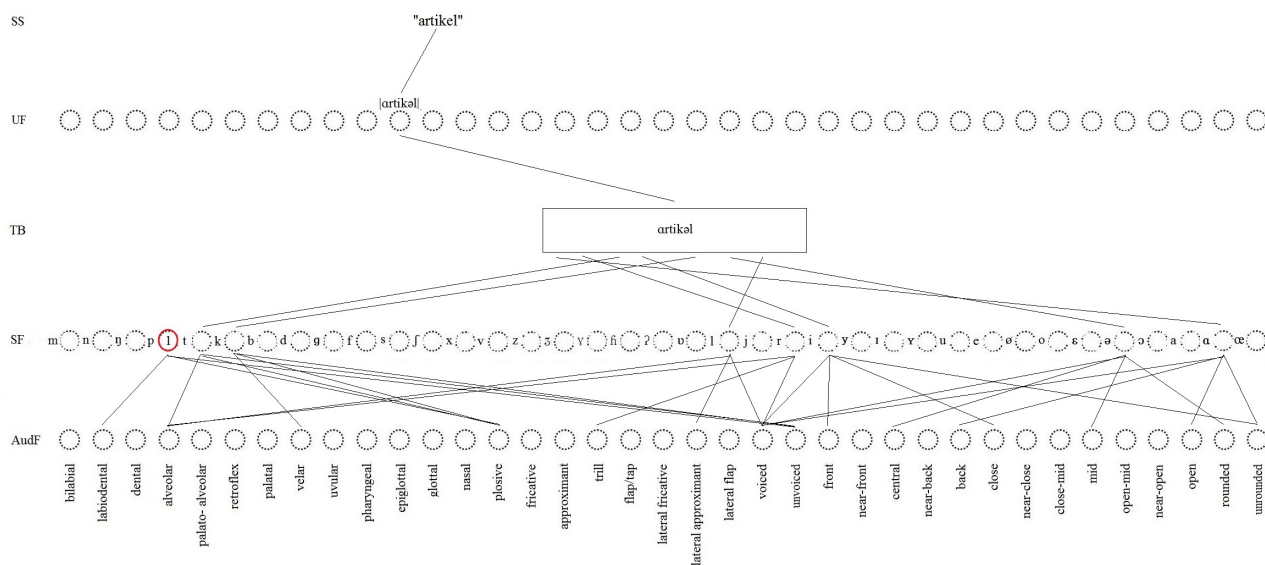 SS
"artikel"
|ɑrtikəl|
UF
TB
ɑrtikəl
SF m n ŋ p 1 t k b d g f s ʃ x v z ʒ ɣ ɦ ʔ ʋ l j r i y ɪ ʏ u e ø o ɛ ə ɔ a ɑ œ
AudF
bilabial
labiodental
dental
alveolar
palato- alveolar
retroflex
palatal
velar
uvular
pharyngeal
epiglottal
glottal
nasal
plosive
fricative
approximant
trill
flap/tap
lateral fricative
lateral approximant
lateral flap
voiced
unvoiced
front
near-front
central
near-back
back
close
near-close
close-mid
mid
open-mid
near-open
open
rounded
unrounded